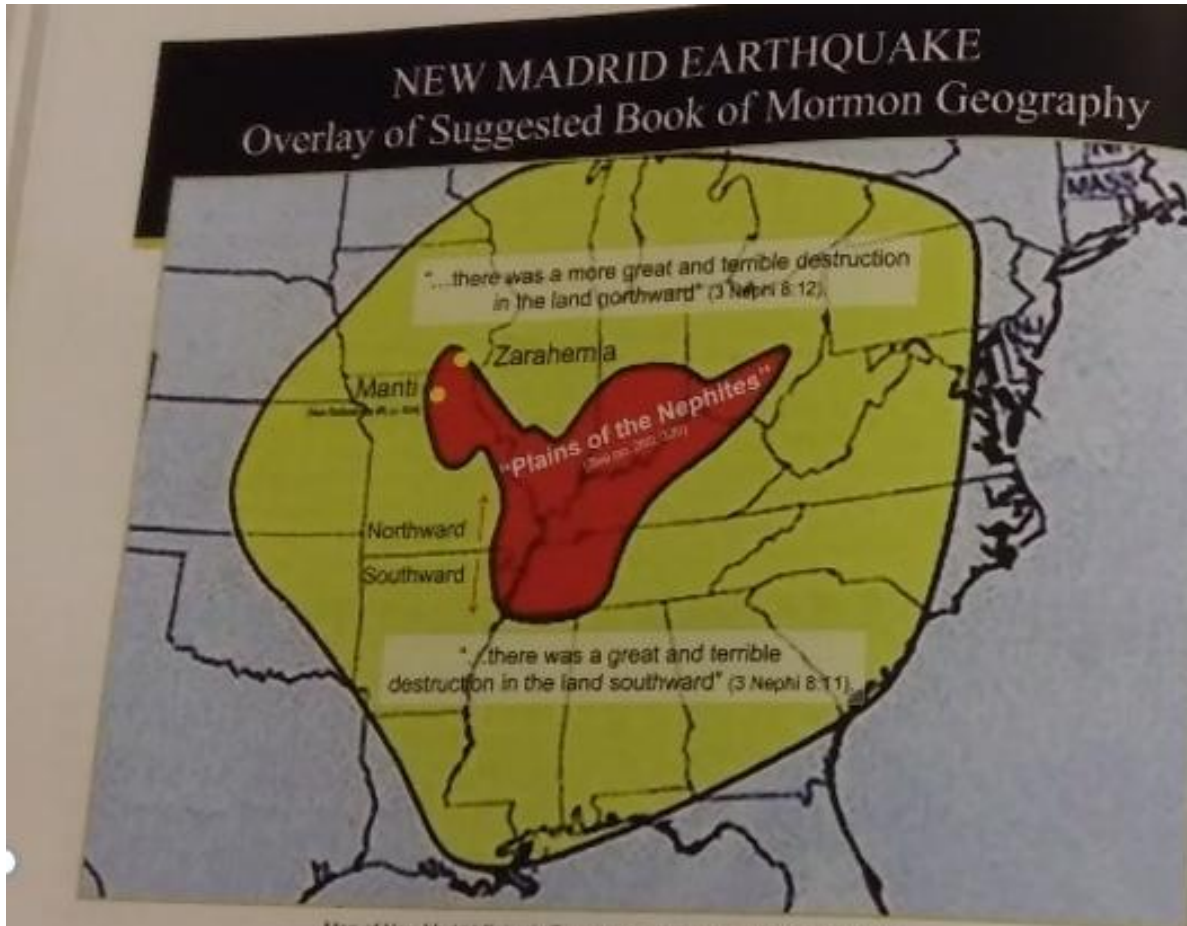 NEW MADRID EARTHQUAKE
Overlay of Suggested Book of Mormon Geography
MASS
"...there was a more great and terrible destruction
in the land northward" (3 Nephi 8:12).
Zarahemla
Manti
"Plains of the Nephites"
Northward
Southward
"...there was a great and terrible
destruction in the land southward" (3 Nephi 8:11).